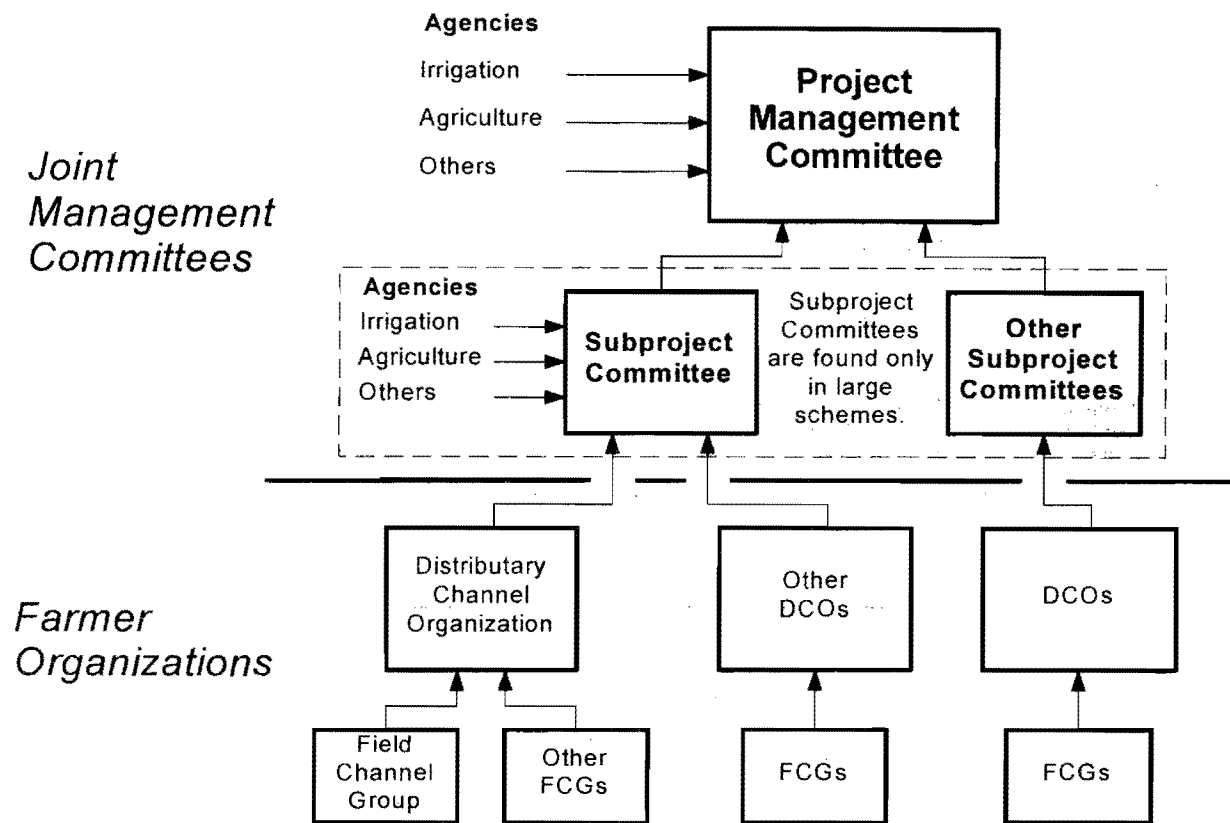 Agencies
Irrigation
Agriculture
Others
Project
Management
Committee
Joint
Management
Committees
Agencies
Irrigation
Agriculture
Others
Subproject
Committee
Subproject
Committees
are found only
in large
schemes.
Other
Subproject
Committees
Farmer
Organizations
Distributary
Channel
Organization
Other
DCOs
DCOs
Field
Channel
Group
Other
FCGs
FCGs
FCGs